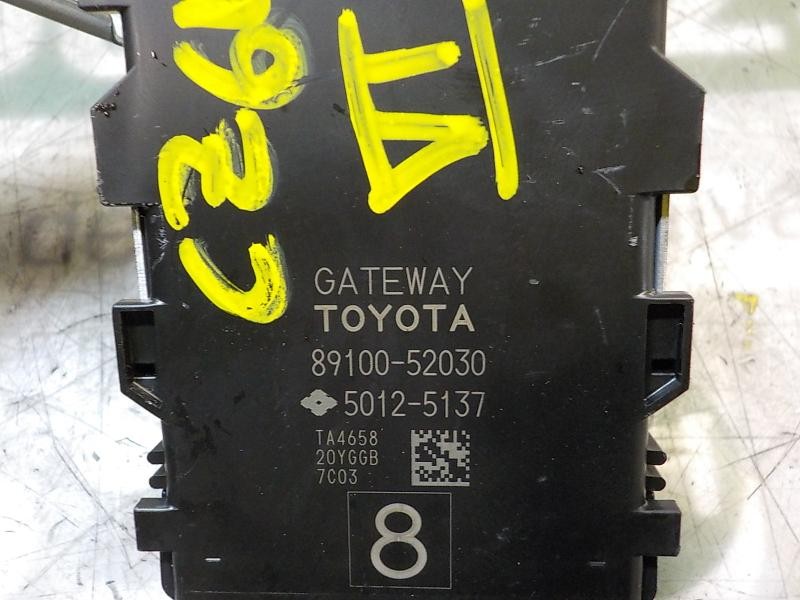 GATEWAY
TOYOTA
89100-52030
5012-5137
TA4658
20YGGB
7C03
8